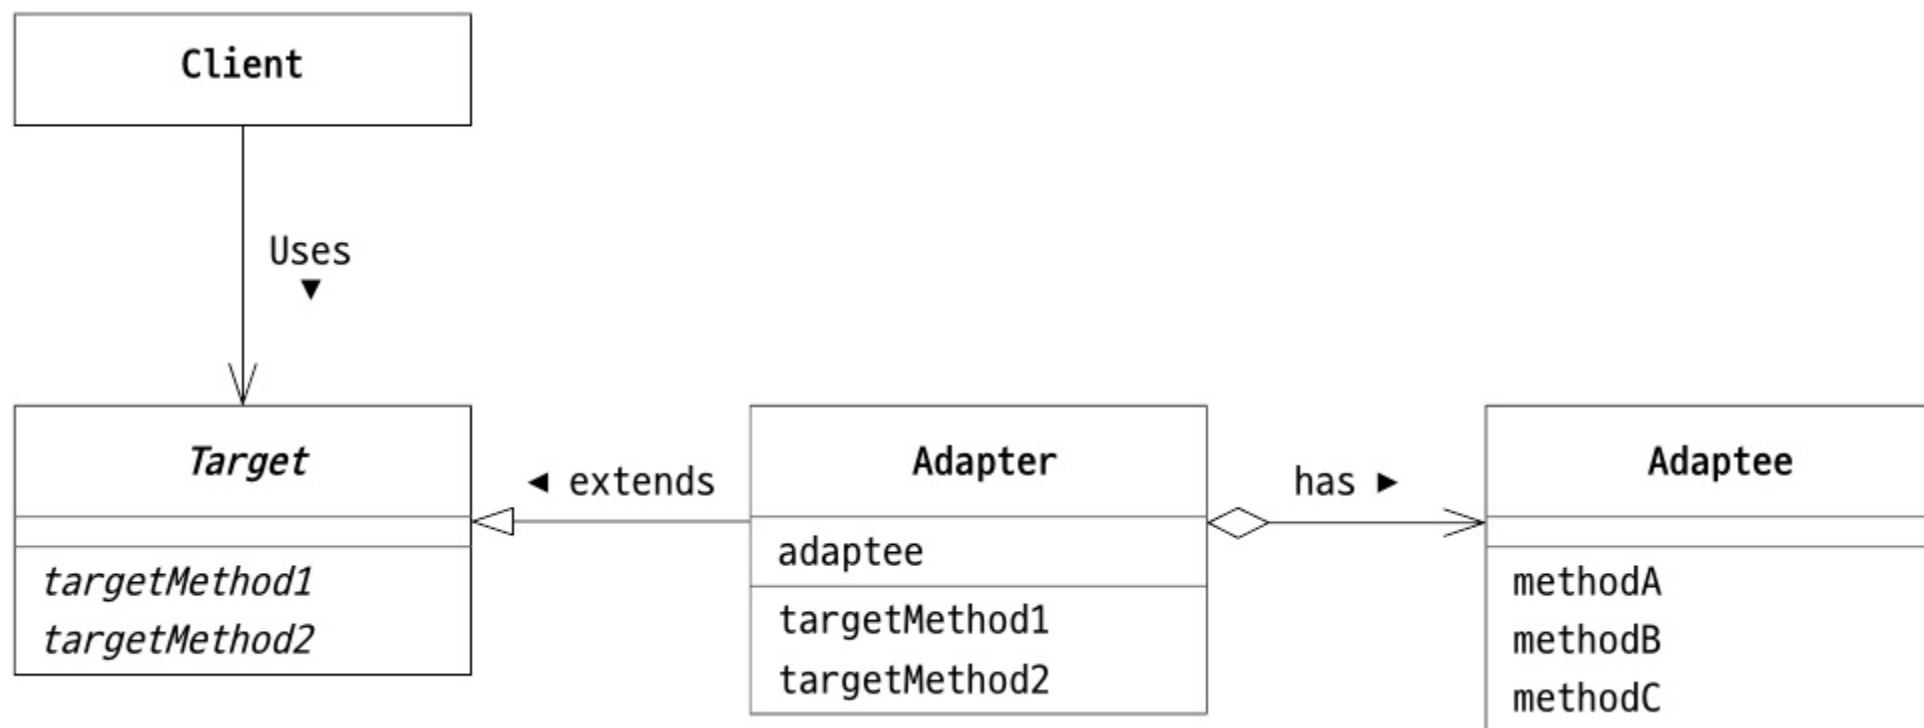 Client
Uses
▼
Target
targetMethod1
targetMethod2
◄ extends
Adapter
adaptee
targetMethod1
targetMethod2
has ►
Adaptee
methodA
methodB
methodC